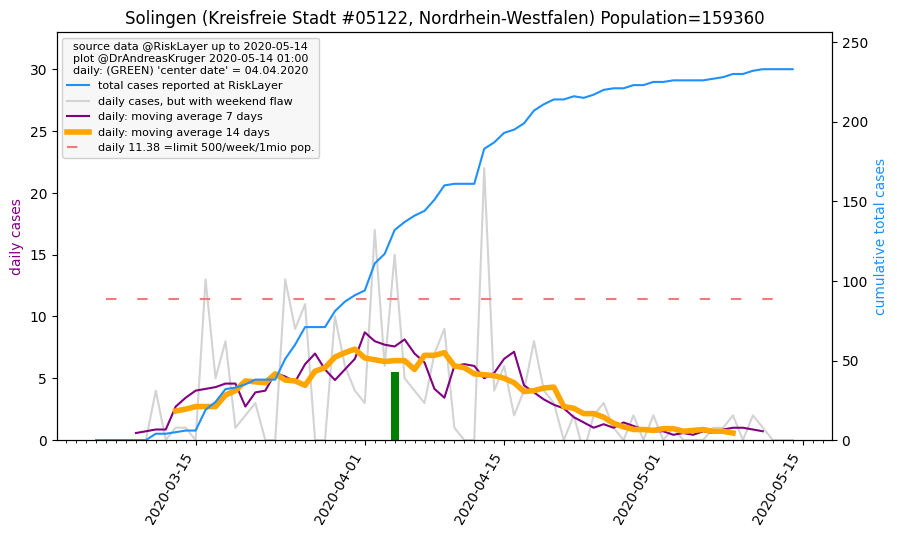 Solingen (Kreisfreie Stadt #05122, Nordrhein-Westfalen) Population=159360
source data @RiskLayer up to 2020-05-14
plot @DrAndreasKruger 2020-05-14 01:00
daily: (GREEN) 'center date' = 04.04.2020
total cases reported at RiskLayer
daily cases, but with weekend flaw
daily: moving average 7 days
daily: moving average 14 days
daily 11.38 =limit 500/week/1mio pop.
daily cases
30
25
20
15
10
5
0
cumulative total cases
250
200
150
100
50
0
2020-03-15
2020-04-01
2020-04-15
2020-05-01
2020-05-15